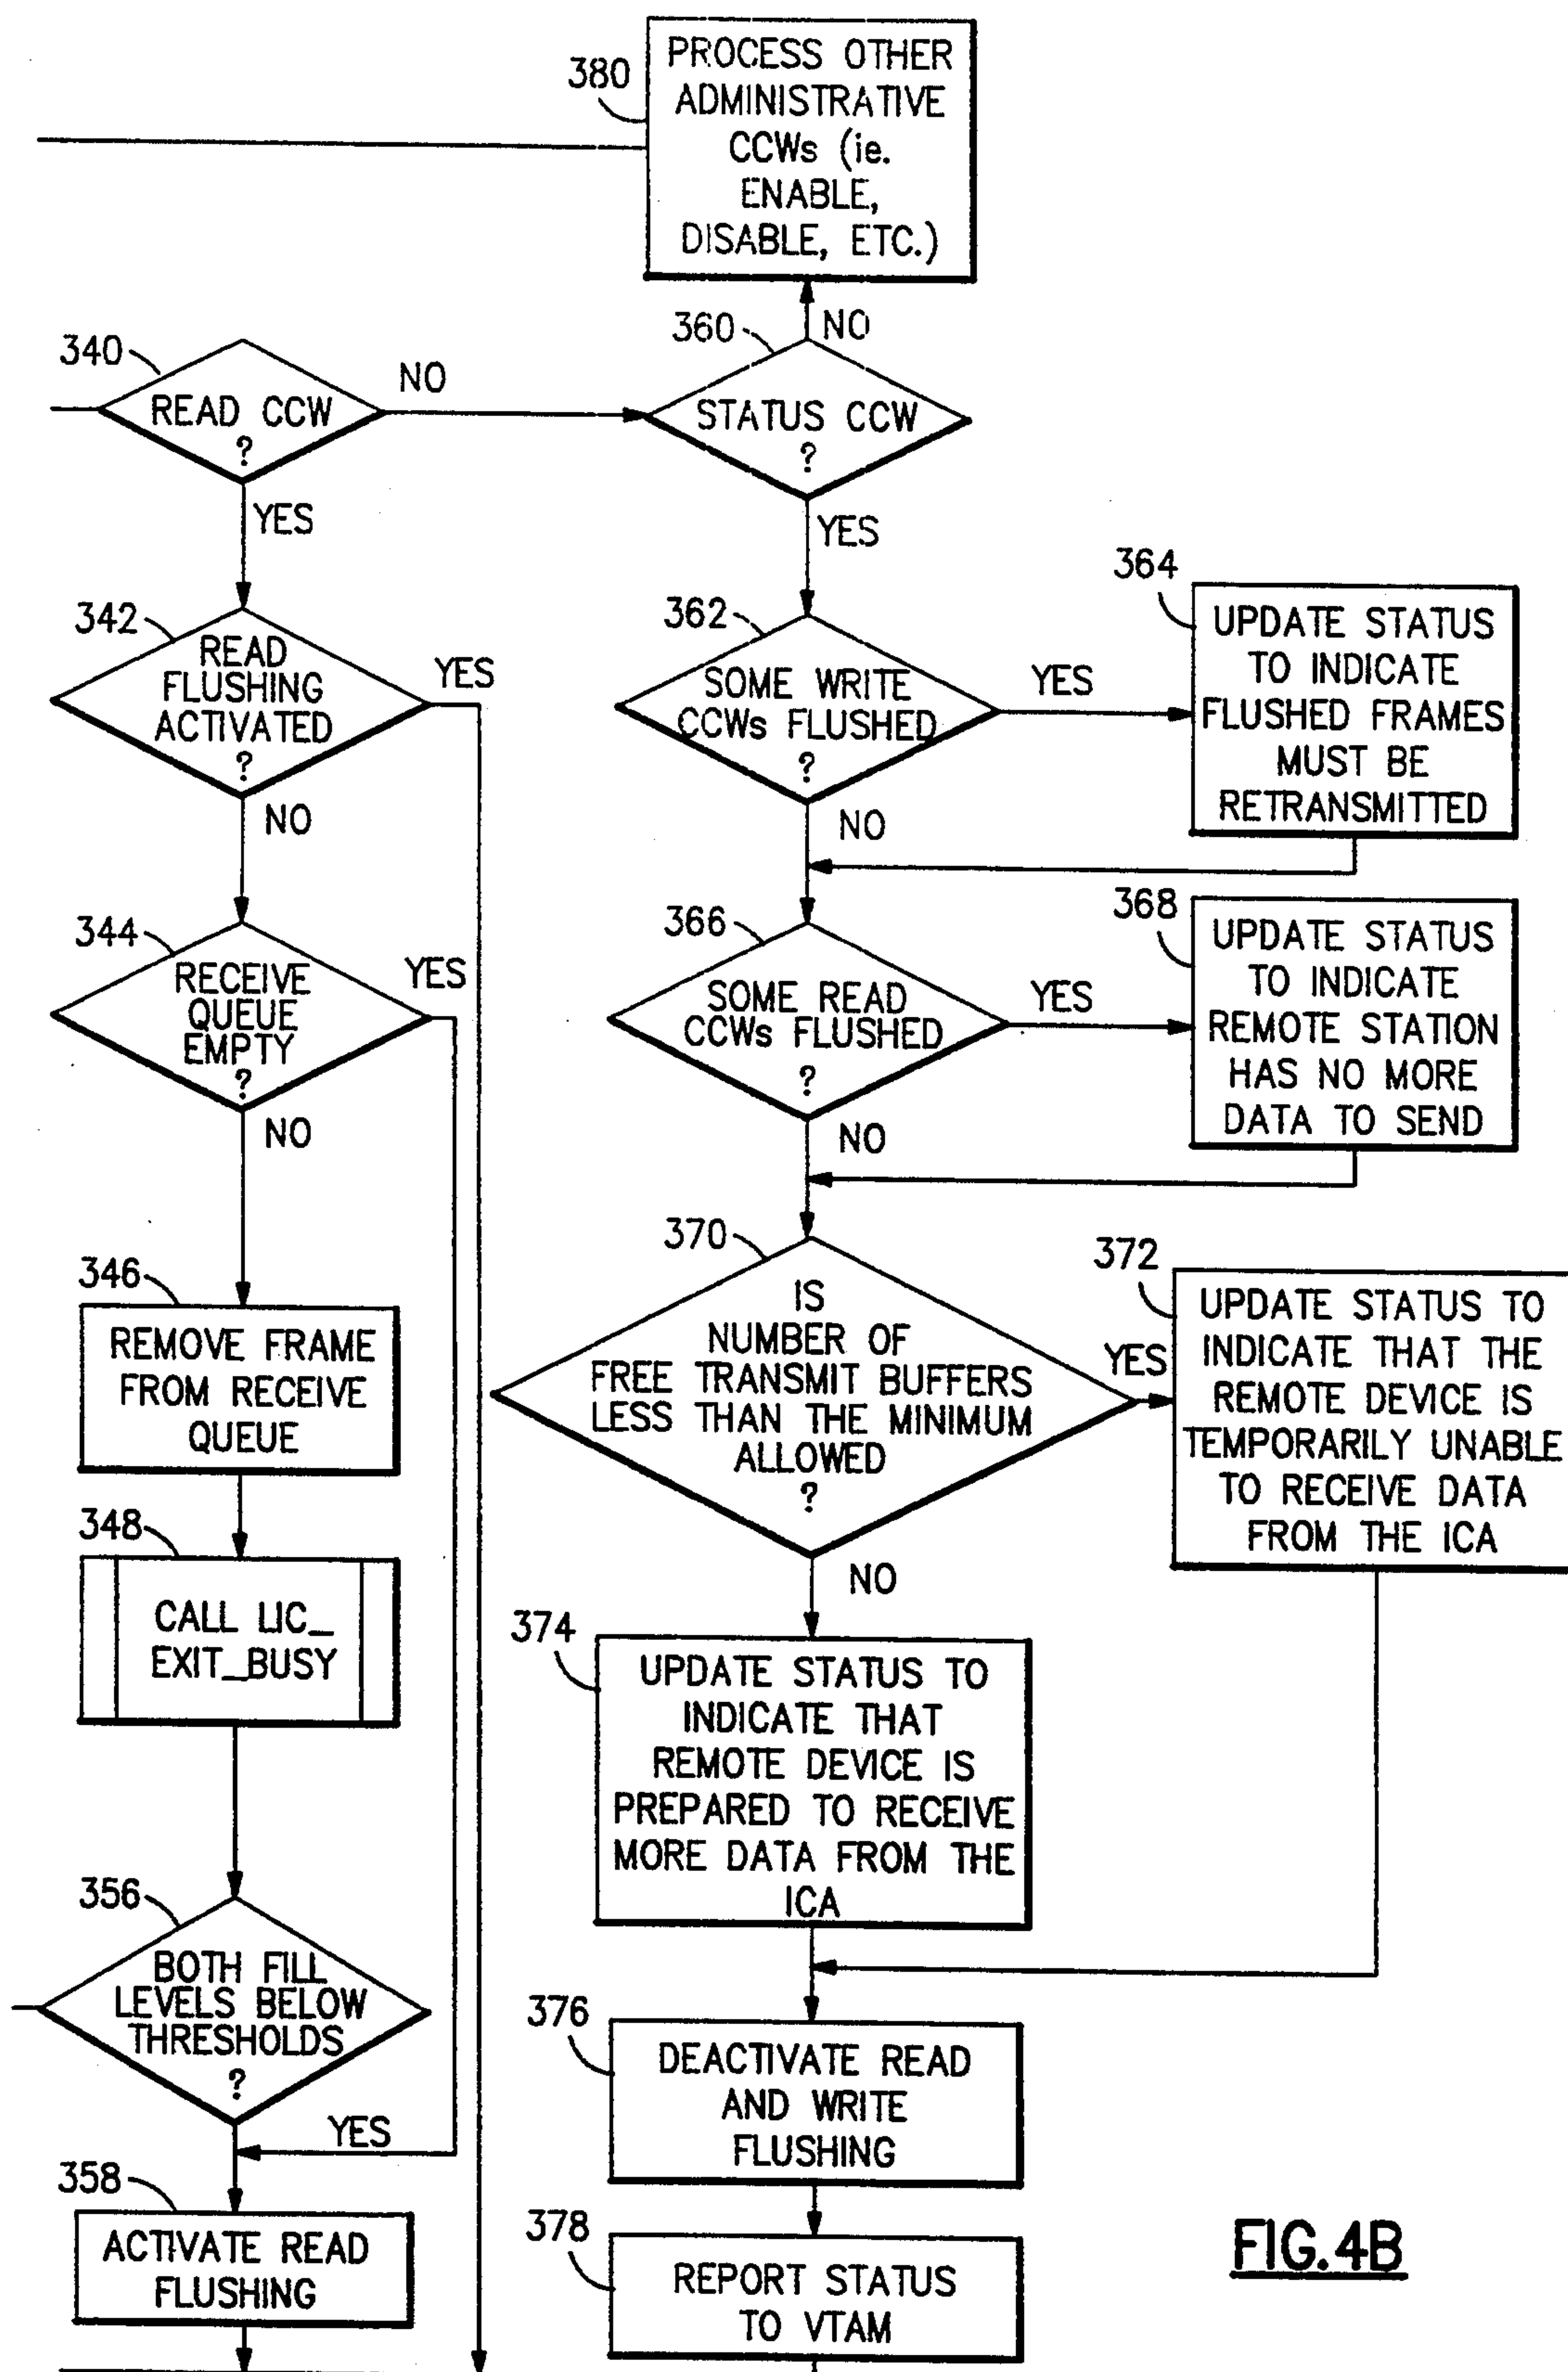 380
PROCESS OTHER
ADMINISTRATIVE
CCWs (ie.
ENABLE,
DISABLE, ETC.)
340
READ CCW
?
NO
360
NO
STATUS CCW
?
YES
YES
342
READ
FLUSHING
ACTIVATED
?
YES
NO
362
SOME WRITE
CCWs FLUSHED
?
YES
NO
364
UPDATE STATUS
TO INDICATE
FLUSHED FRAMES
MUST BE
RETRANSMITTED
344
RECEIVE
QUEUE
EMPTY
?
YES
NO
366
SOME READ
CCWs FLUSHED
?
YES
NO
368
UPDATE STATUS
TO INDICATE
REMOTE STATION
HAS NO MORE
DATA TO SEND
346
REMOVE FRAME
FROM RECEIVE
QUEUE
370
IS
NUMBER OF
FREE TRANSMIT BUFFERS
LESS THAN THE MINIMUM
ALLOWED
?
YES
NO
372
UPDATE STATUS TO
INDICATE THAT THE
REMOTE DEVICE IS
TEMPORARILY UNABLE
TO RECEIVE DATA
FROM THE ICA
348
CALL LIC_
EXIT_BUSY
374
UPDATE STATUS TO
INDICATE THAT
REMOTE DEVICE IS
PREPARED TO RECEIVE
MORE DATA FROM THE
ICA
356
BOTH FILL
LEVELS BELOW
THRESHOLDS
?
YES
376
DEACTIVATE READ
AND WRITE
FLUSHING
358
ACTIVATE READ
FLUSHING
378
REPORT STATUS
TO VTAM
FIG.4B